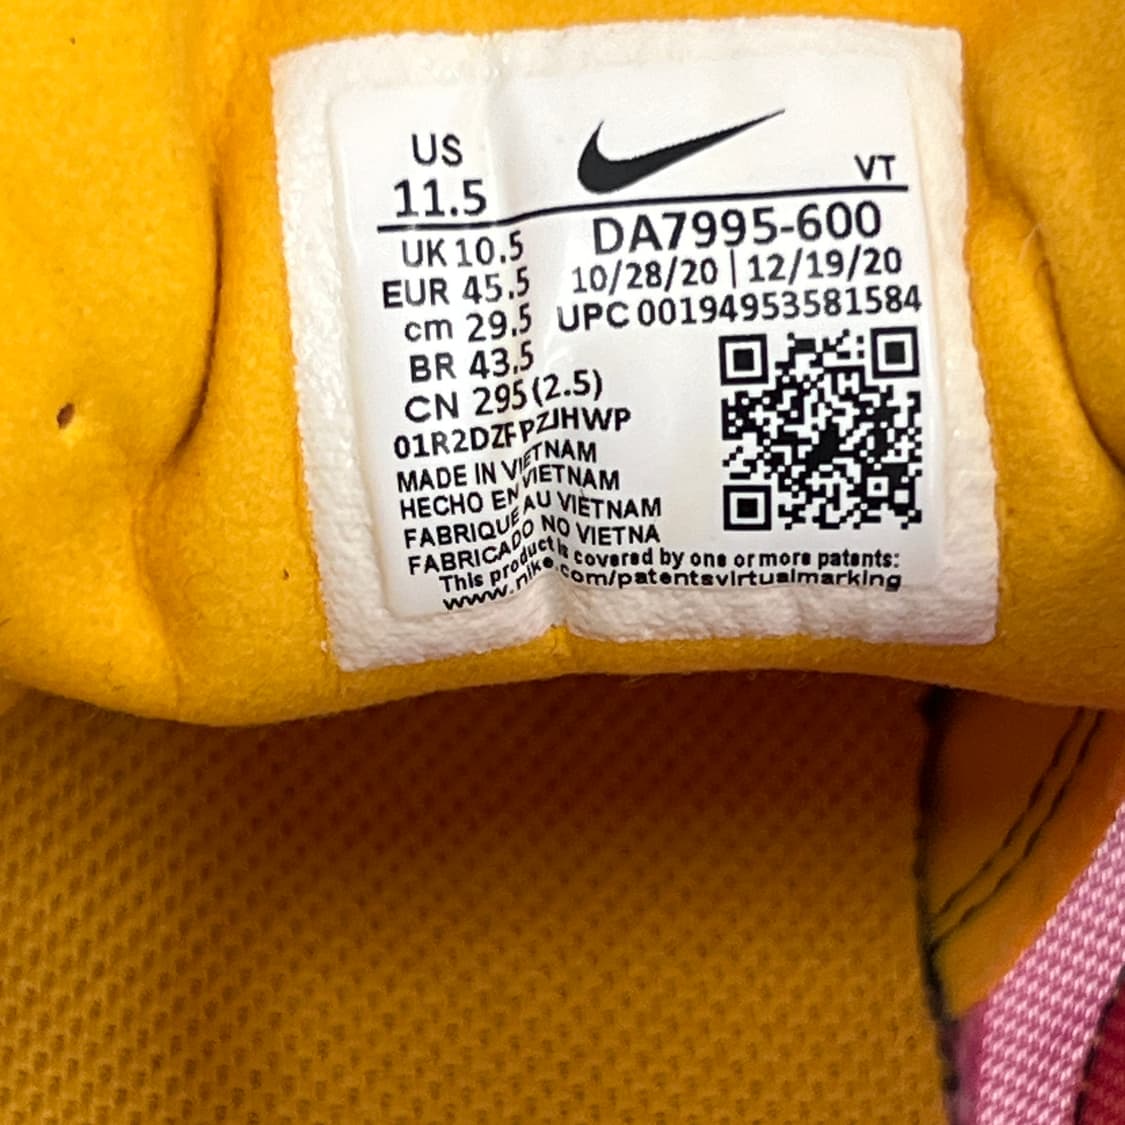 US
11.5
VT
UK 10.5
EUR 45.5
cm 29.5
BR 43.5
CN 295 (2.5)
DA7995-600
10/28/20 | 12/19/20
UPC 00194953581584
01R2DZFPZJHWP
MADE IN VIETNAM
HECHO EN VIETNAM
FABRIQUE AU VIETNAM
FABRICADO NO VIETNA
This product is covered by one or more patents:
www.nike.com/patentsvirtualmarking